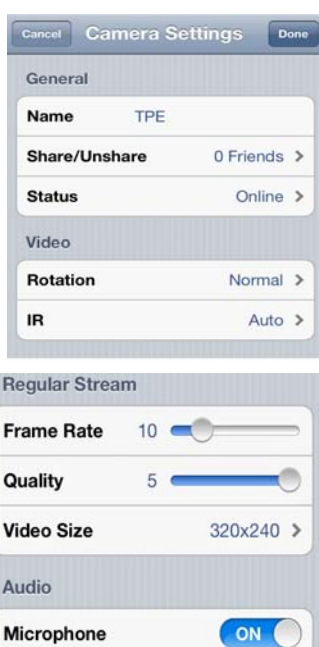 Cancel Camera Settings Done
General
Name TPE
Share/Unshare 0 Friends >
Status Online >
Video
Rotation Normal >
IR Auto >
Regular Stream
Frame Rate 10
Quality 5
Video Size 320x240 >
Audio
Microphone ON